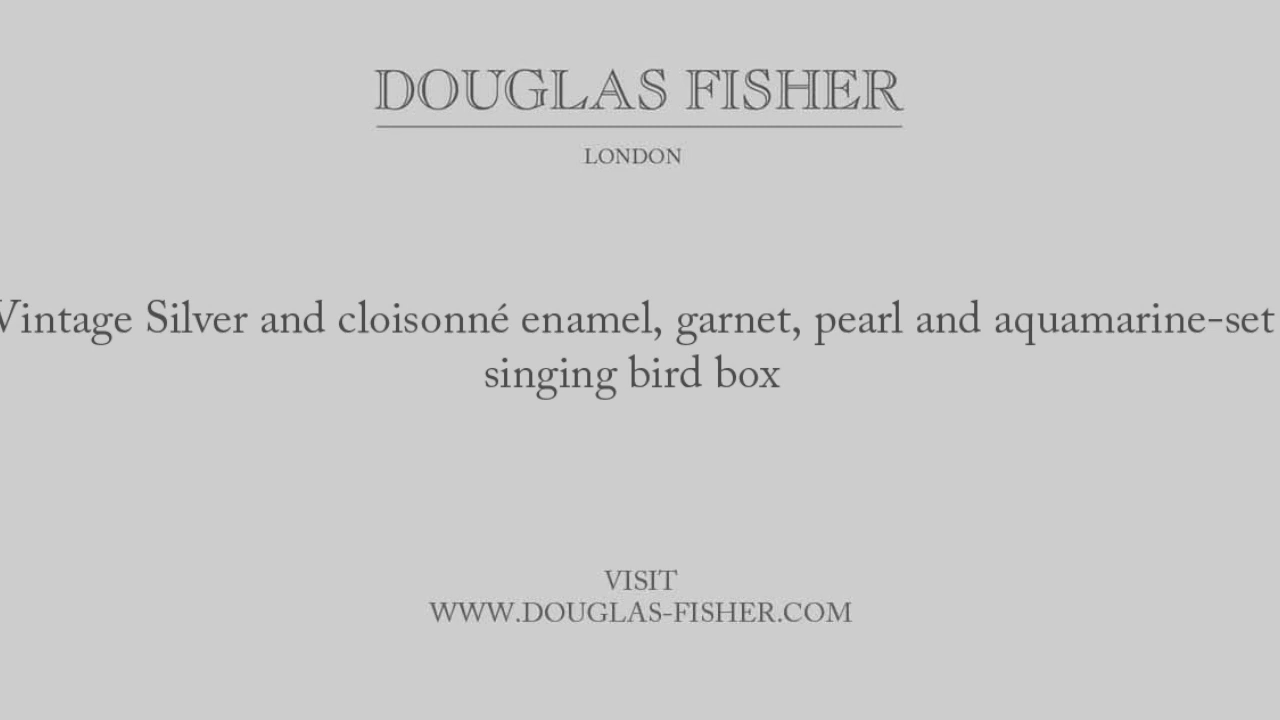 DOUGLAS FISHER
LONDON
Vintage Silver and cloisonné enamel, garnet, pearl and aquamarine-set
singing bird box
VISIT
WWW.DOUGLAS-FISHER.COM